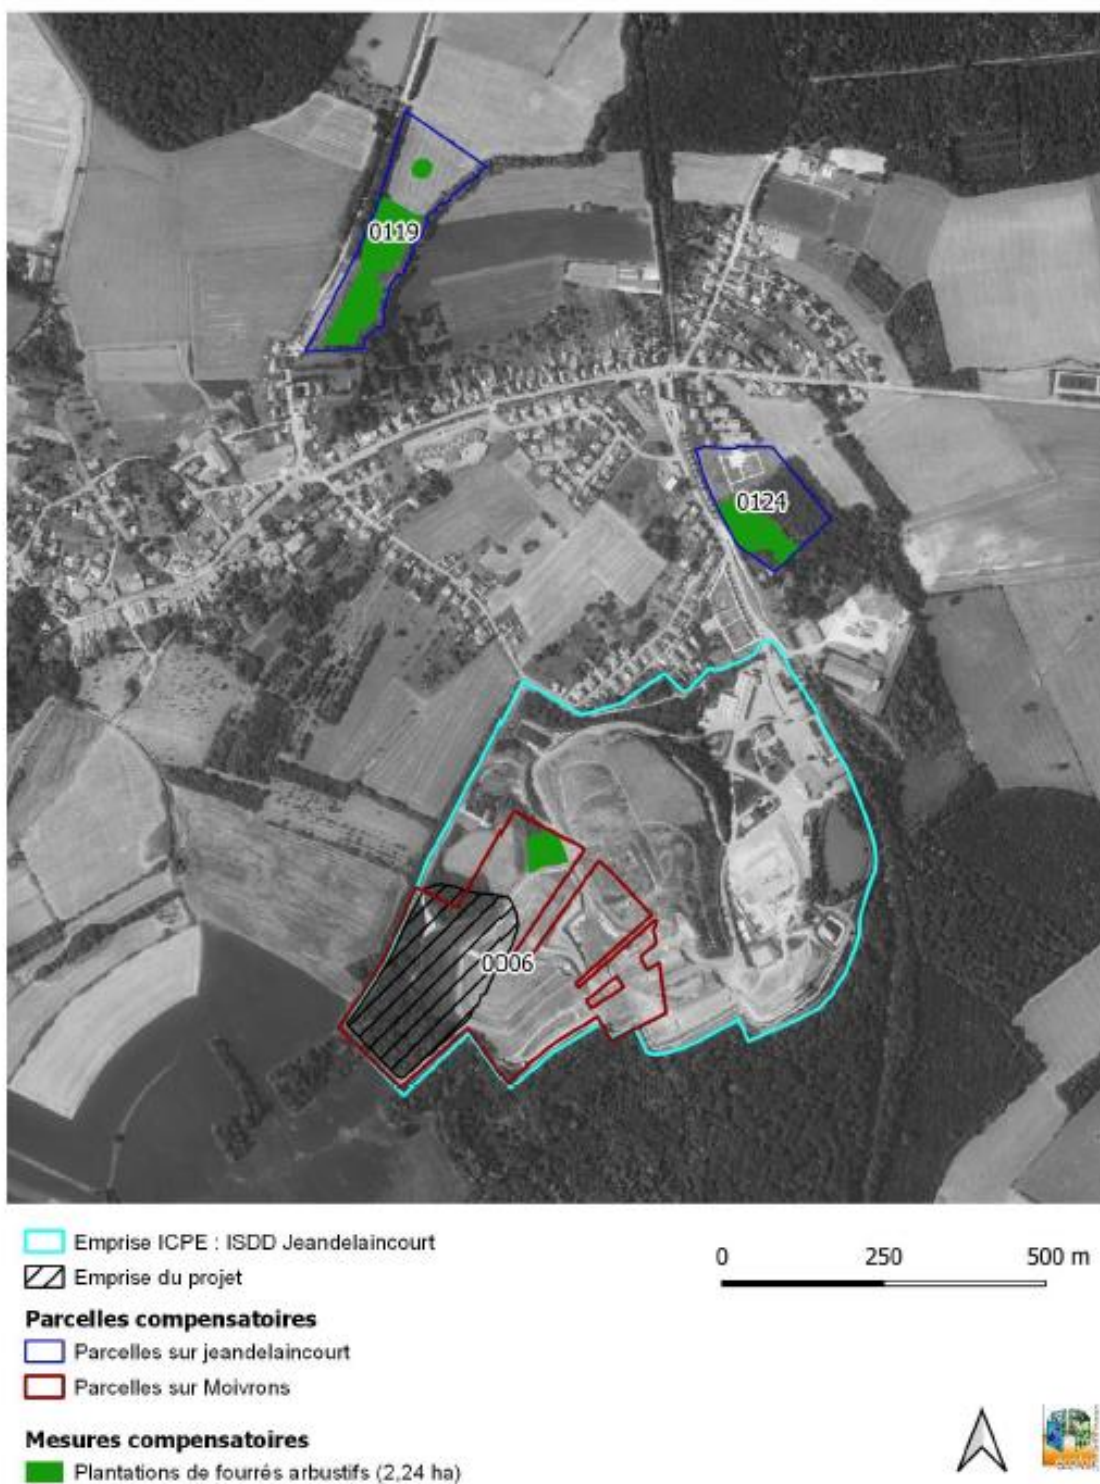 0119
0124
0006
Emprise ICPE : ISDD Jeandelaincourt
Emprise du projet
0 250 500 m
Parcelles compensatoires
Parcelles sur jeandelaincourt
Parcelles sur Moivrons
Mesures compensatoires
Plantations de fourrés arbustifs (2,24 ha)